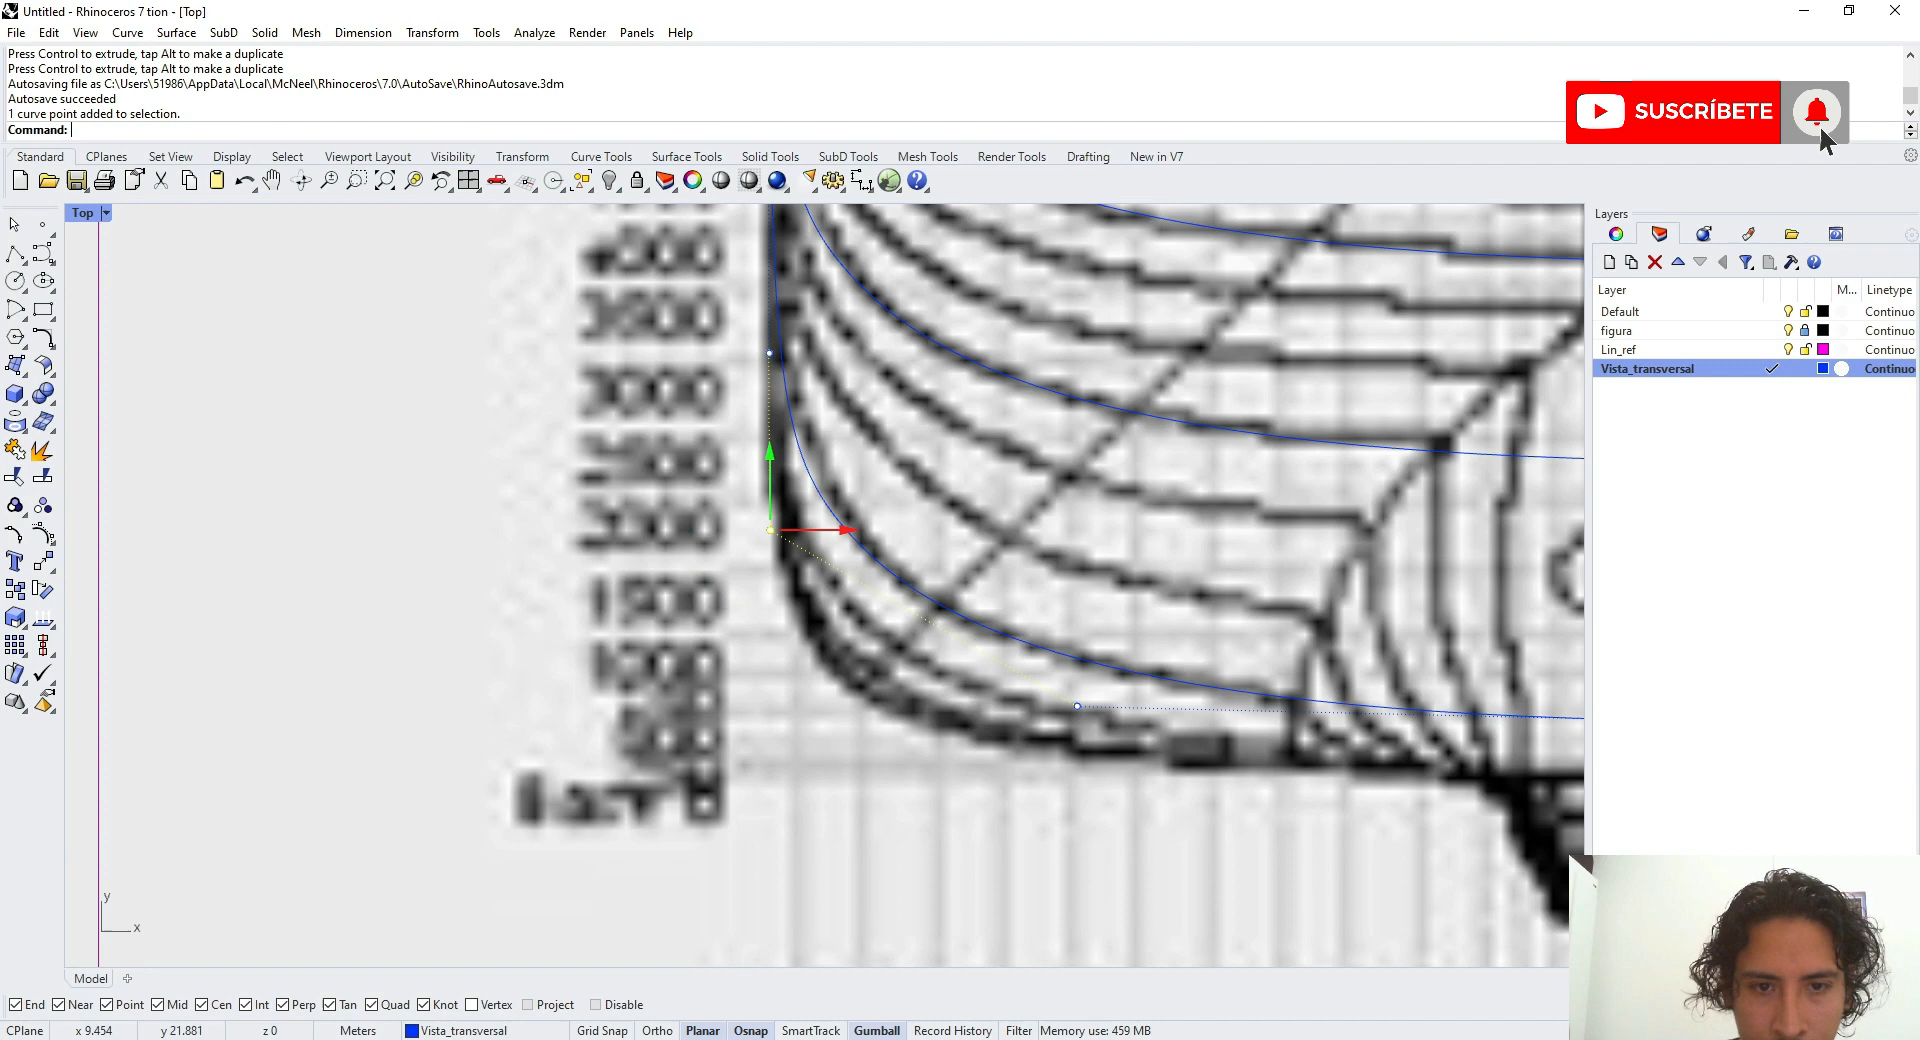 Untitled - Rhinoceros 7 tion - [Top]
File Edit View Curve Surface SubD Solid Mesh Dimension Transform Tools Analyze Render Panels Help
Press Control to extrude, tap Alt to make a duplicate
Press Control to extrude, tap Alt to make a duplicate
Autosaving file as C:\Users\51986\AppData\Local\McNeel\Rhinoceros\7.0\AutoSave\RhinoAutosave.3dm
Autosave succeeded
1 curve point added to selection.
Command:
SUSCRÍBETE
Standard CPlanes Set View Display Select Viewport Layout Visibility Transform Curve Tools Surface Tools Solid Tools SubD Tools Mesh Tools Render Tools Drafting New in V7
Top
Layers
Layer M... Linetype
Default Continuo
figura Continuo
Lin_ref Continuo
Vista_transversal Continuo
y
x
Model
End Near Point Mid Cen Int Perp Tan Quad Knot Vertex Project Disable
CPlane x 9.454 y 21.881 z 0 Meters Vista_transversal Grid Snap Ortho Planar Osnap SmartTrack Gumball Record History Filter Memory use: 459 MB